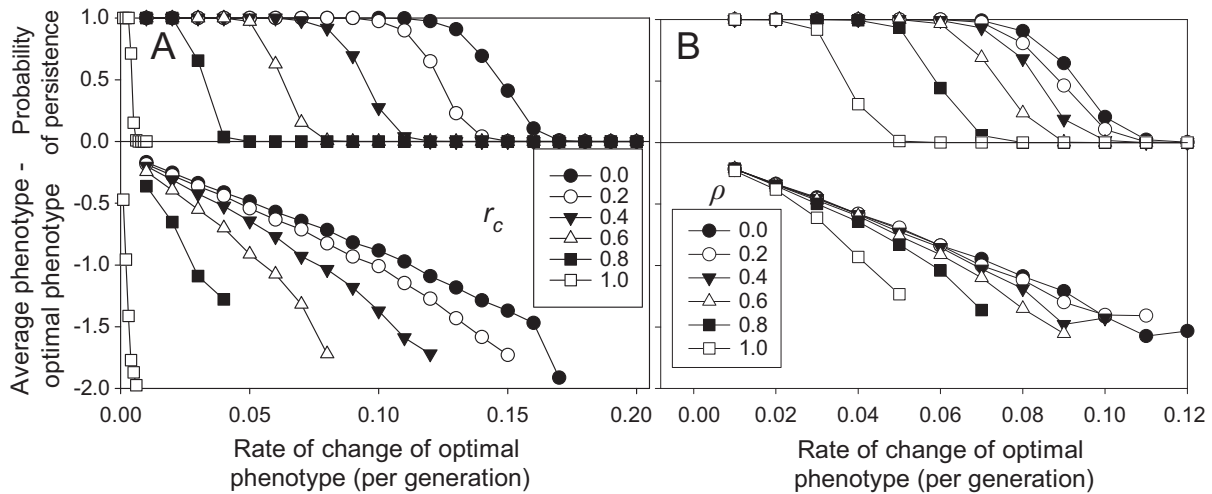 A
B
Probability
of persistence
1.0
0.5
0.0
Average phenotype -
optimal phenotype
-0.5
-1.0
-1.5
-2.0
r_c
0.0
0.2
0.4
0.6
0.8
1.0
ρ
0.0
0.2
0.4
0.6
0.8
1.0
0.00 0.05 0.10 0.15 0.20
0.00 0.02 0.04 0.06 0.08 0.10 0.12
Rate of change of optimal
phenotype (per generation)
Rate of change of optimal
phenotype (per generation)